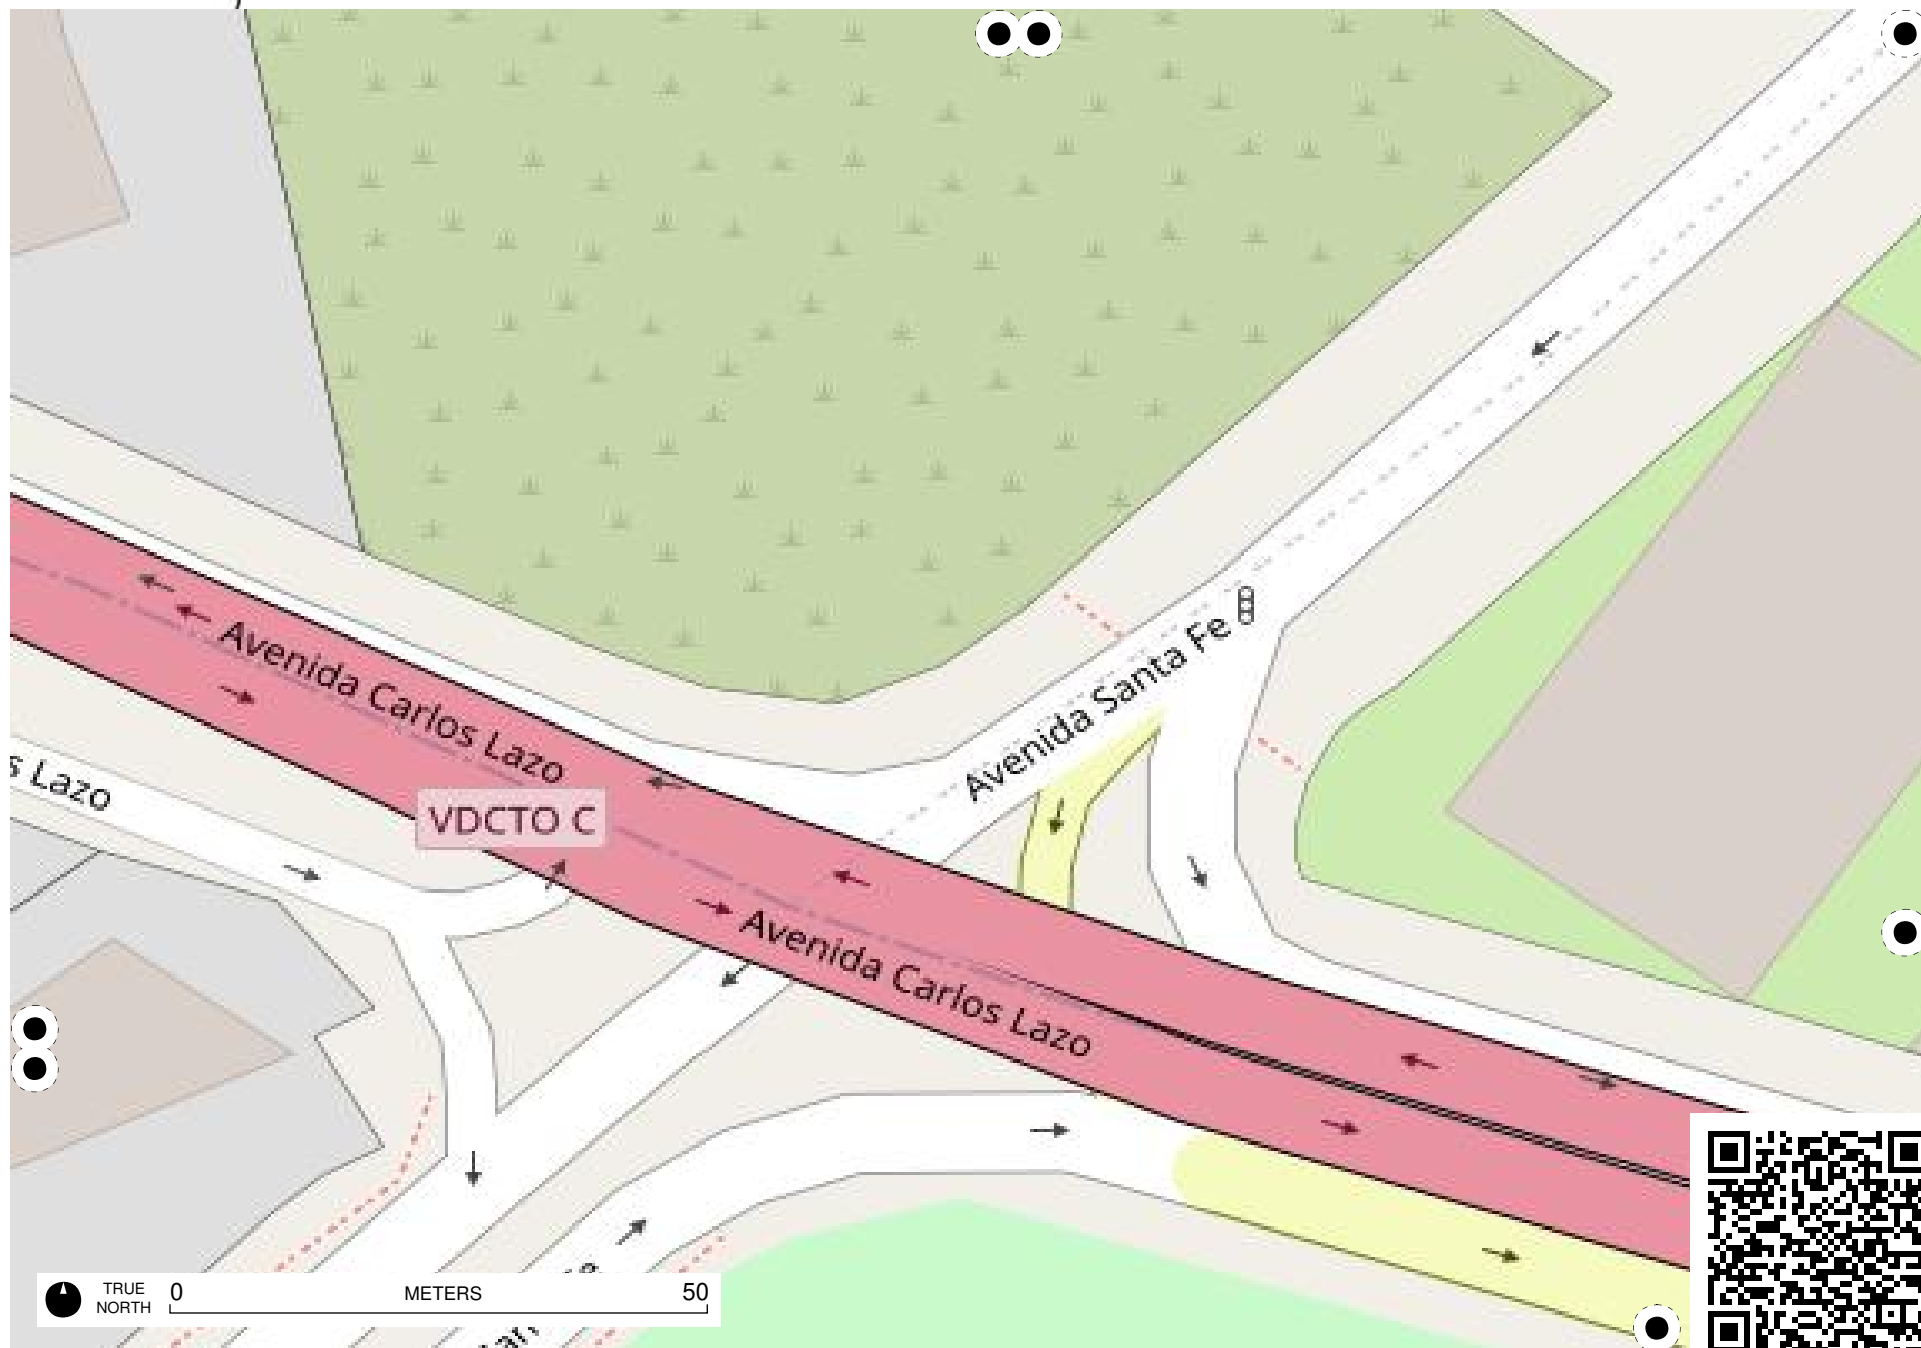 Avenida Santa Fe
Avenida Carlos Lazo
s Lazo
VDCTO C
Avenida Carlos Lazo
TRUE
NORTH
0 METERS 50